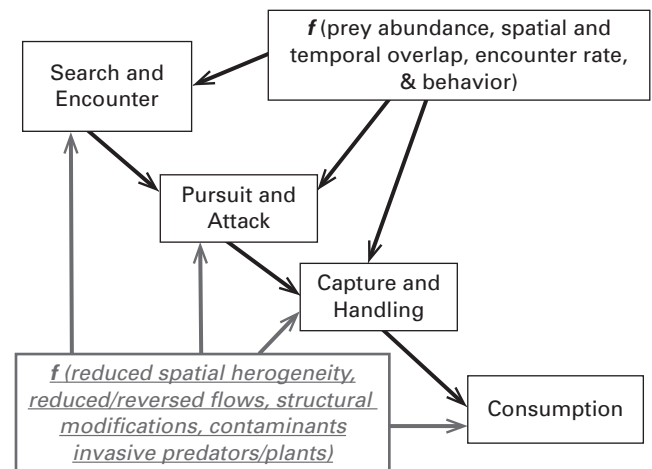 f (prey abundance, spatial and
temporal overlap, encounter rate,
& behavior)
Search and
Encounter
Pursuit and
Attack
Capture and
Handling
f (reduced spatial herogeneity,
reduced/reversed flows, structural
modifications, contaminants
invasive predators/plants)
Consumption